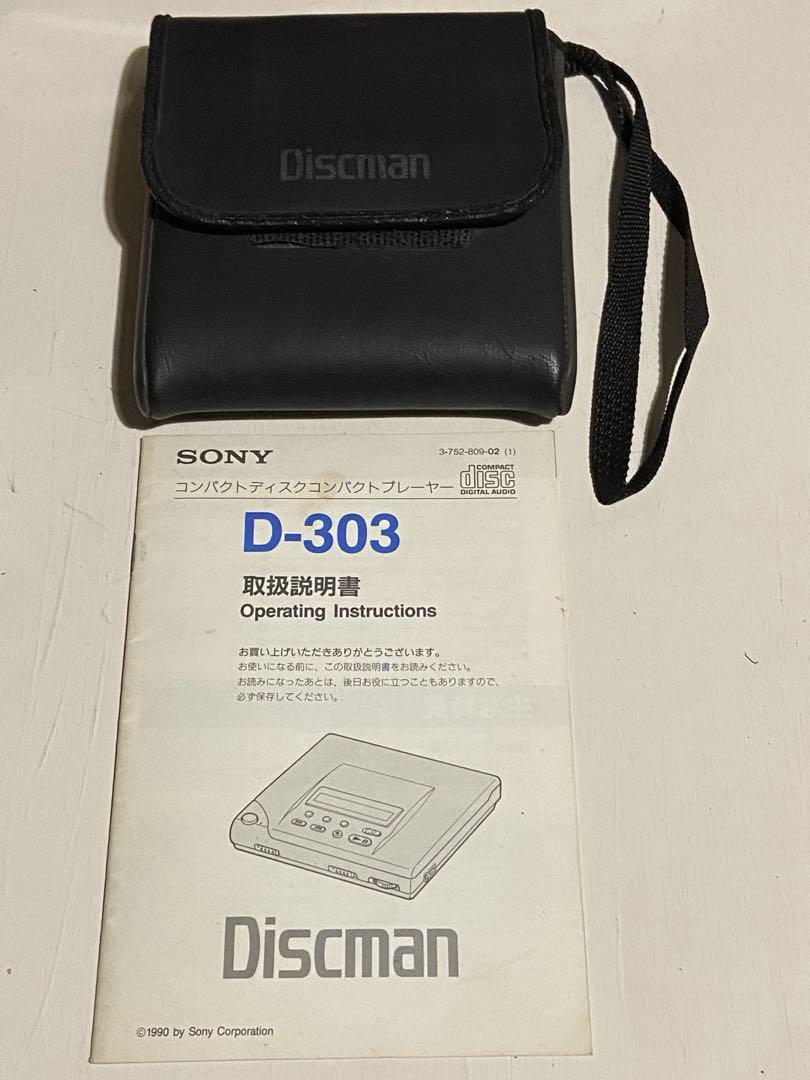 Discman
SONY
3-752-809-02 (1)
コンパクトディスクコンパクトプレーヤー
COMPACT
disc
DIGITAL AUDIO
D-303
取扱説明書
Operating Instructions
お買い上げいただきありがとうございます。
お使いになる前に、この取扱説明書をお読みください。
お読みになったあとは、後日お役に立つこともありますので、
必ず保存してください。
Discman
©1990 by Sony Corporation